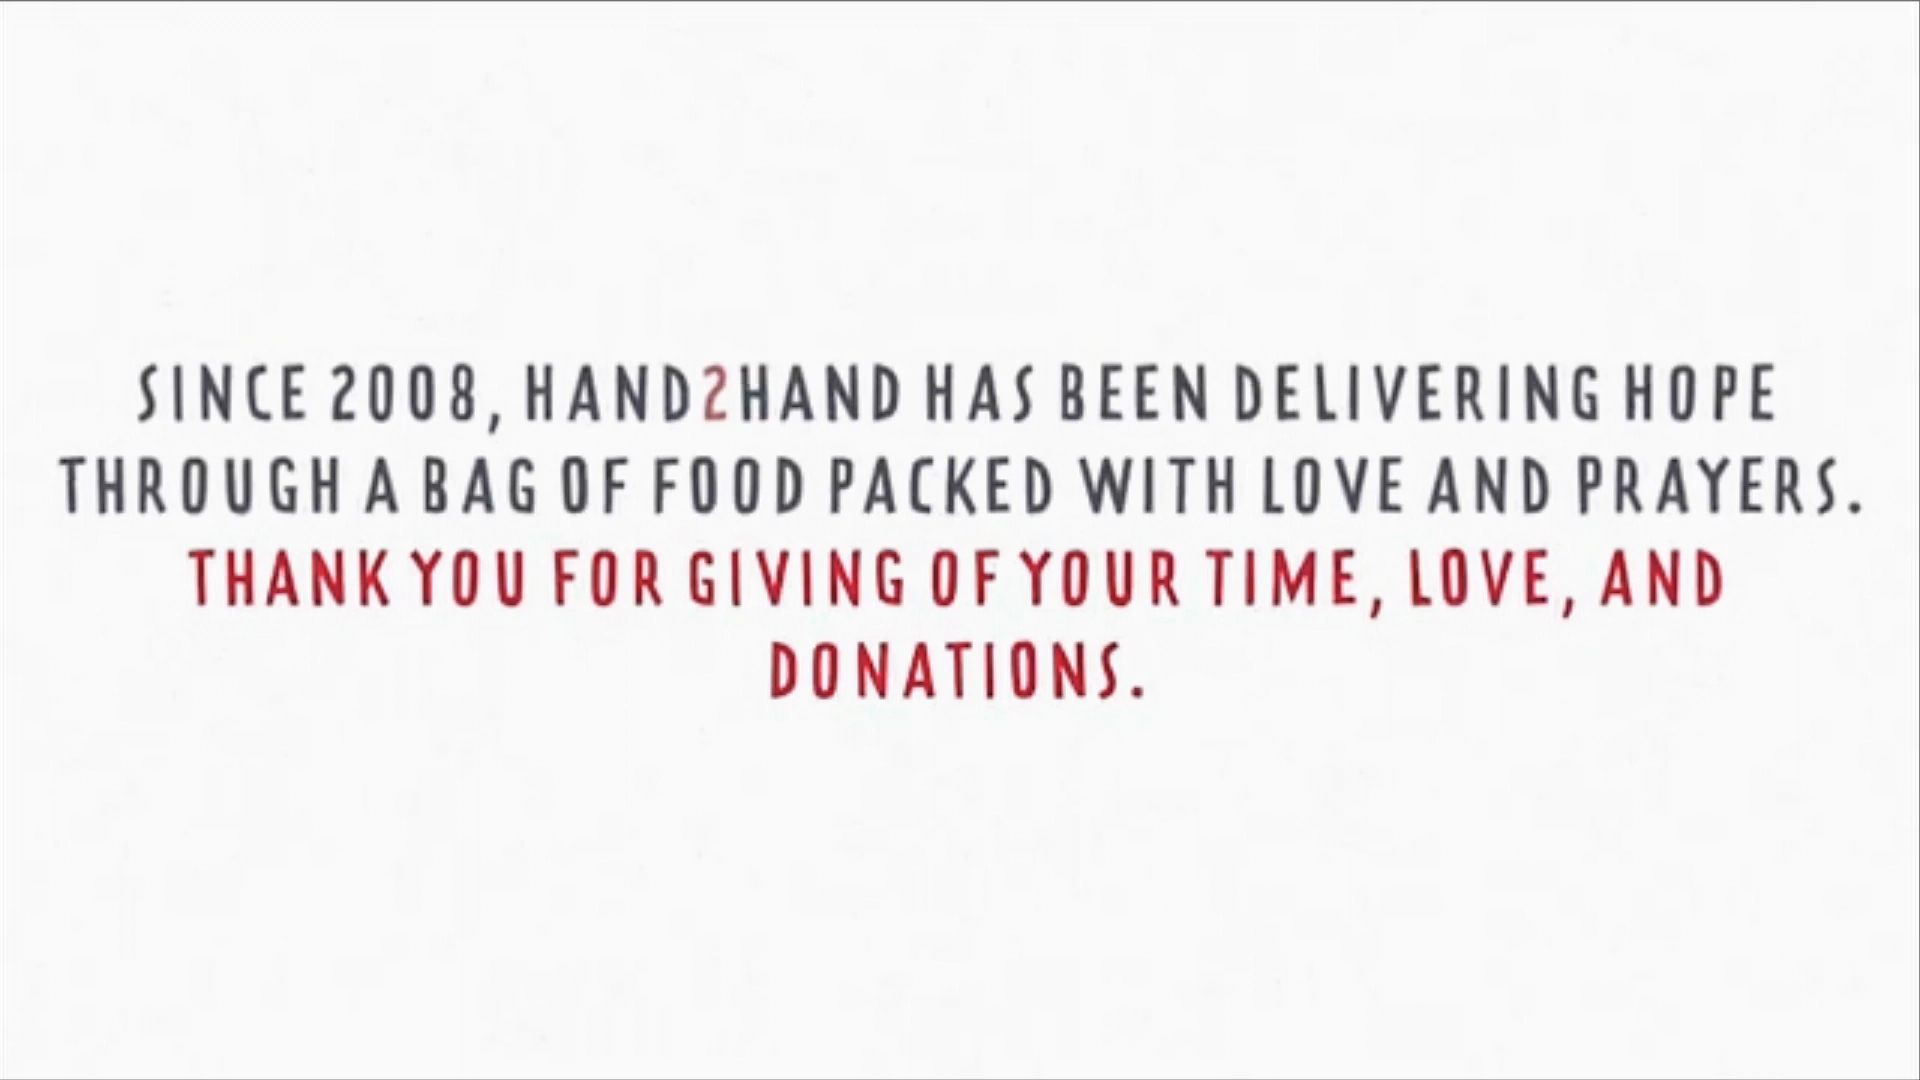 SINCE 2008, HAND2HAND HAS BEEN DELIVERING HOPE
THROUGH A BAG OF FOOD PACKED WITH LOVE AND PRAYERS.
THANK YOU FOR GIVING OF YOUR TIME, LOVE, AND
DONATIONS.